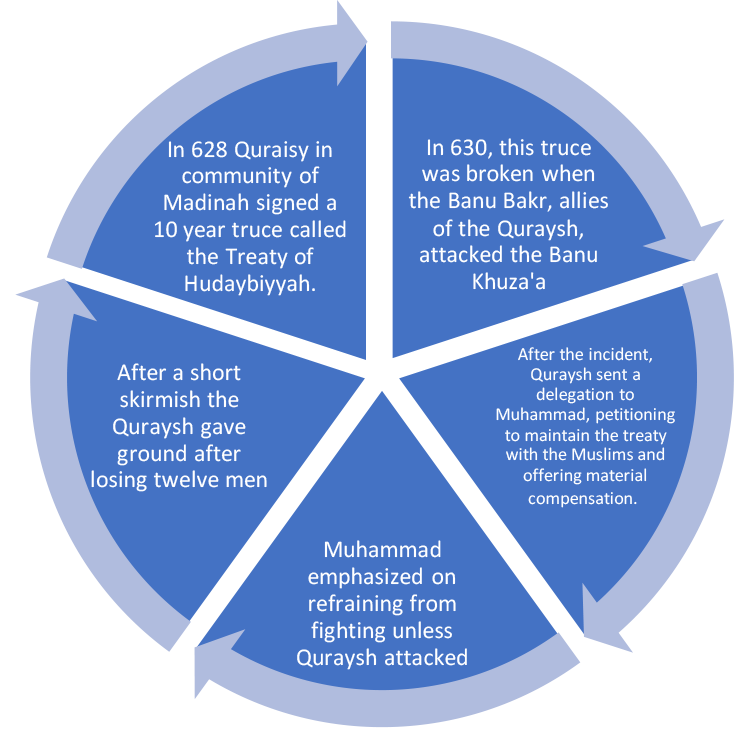 In 628 Quraisy in
community of
Madinah signed a
10 year truce called
the Treaty of
Hudaybiyyah.
In 630, this truce
was broken when
the Banu Bakr, allies
of the Quraysh,
attacked the Banu
Khuza'a
After the incident,
Quraysh sent a
delegation to
Muhammad, petitioning
to maintain the treaty
with the Muslims and
offering material
compensation.
Muhammad
emphasized on
refraining from
fighting unless
Quraysh attacked
After a short
skirmish the
Quraysh gave
ground after
losing twelve men